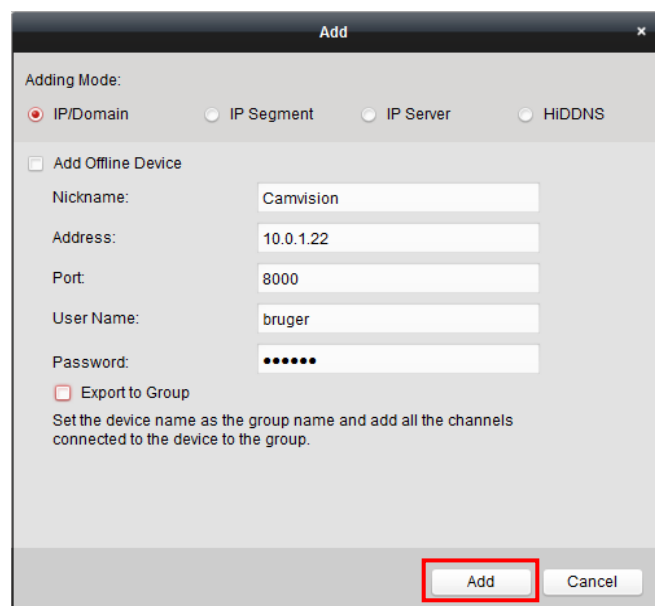 Add
Adding Mode:
IP/Domain IP Segment IP Server HiDDNS
Add Offline Device
Nickname: Camvision
Address: 10.0.1.22
Port: 8000
User Name: bruger
Password: ●●●●●●
Export to Group
Set the device name as the group name and add all the channels
connected to the device to the group.
Add Cancel